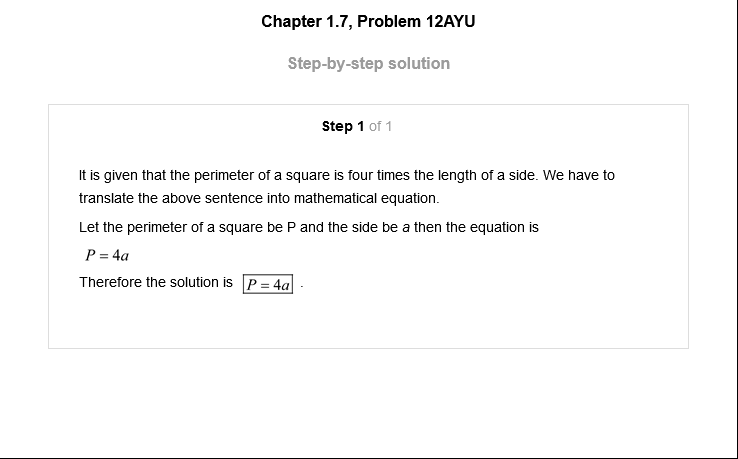 Chapter 1.7, Problem 12AYU
Step-by-step solution
Step 1 of 1
It is given that the perimeter of a square is four times the length of a side. We have to
translate the above sentence into mathematical equation.
Let the perimeter of a square be P and the side be a then the equation is
P = 4a
Therefore the solution is P = 4a .